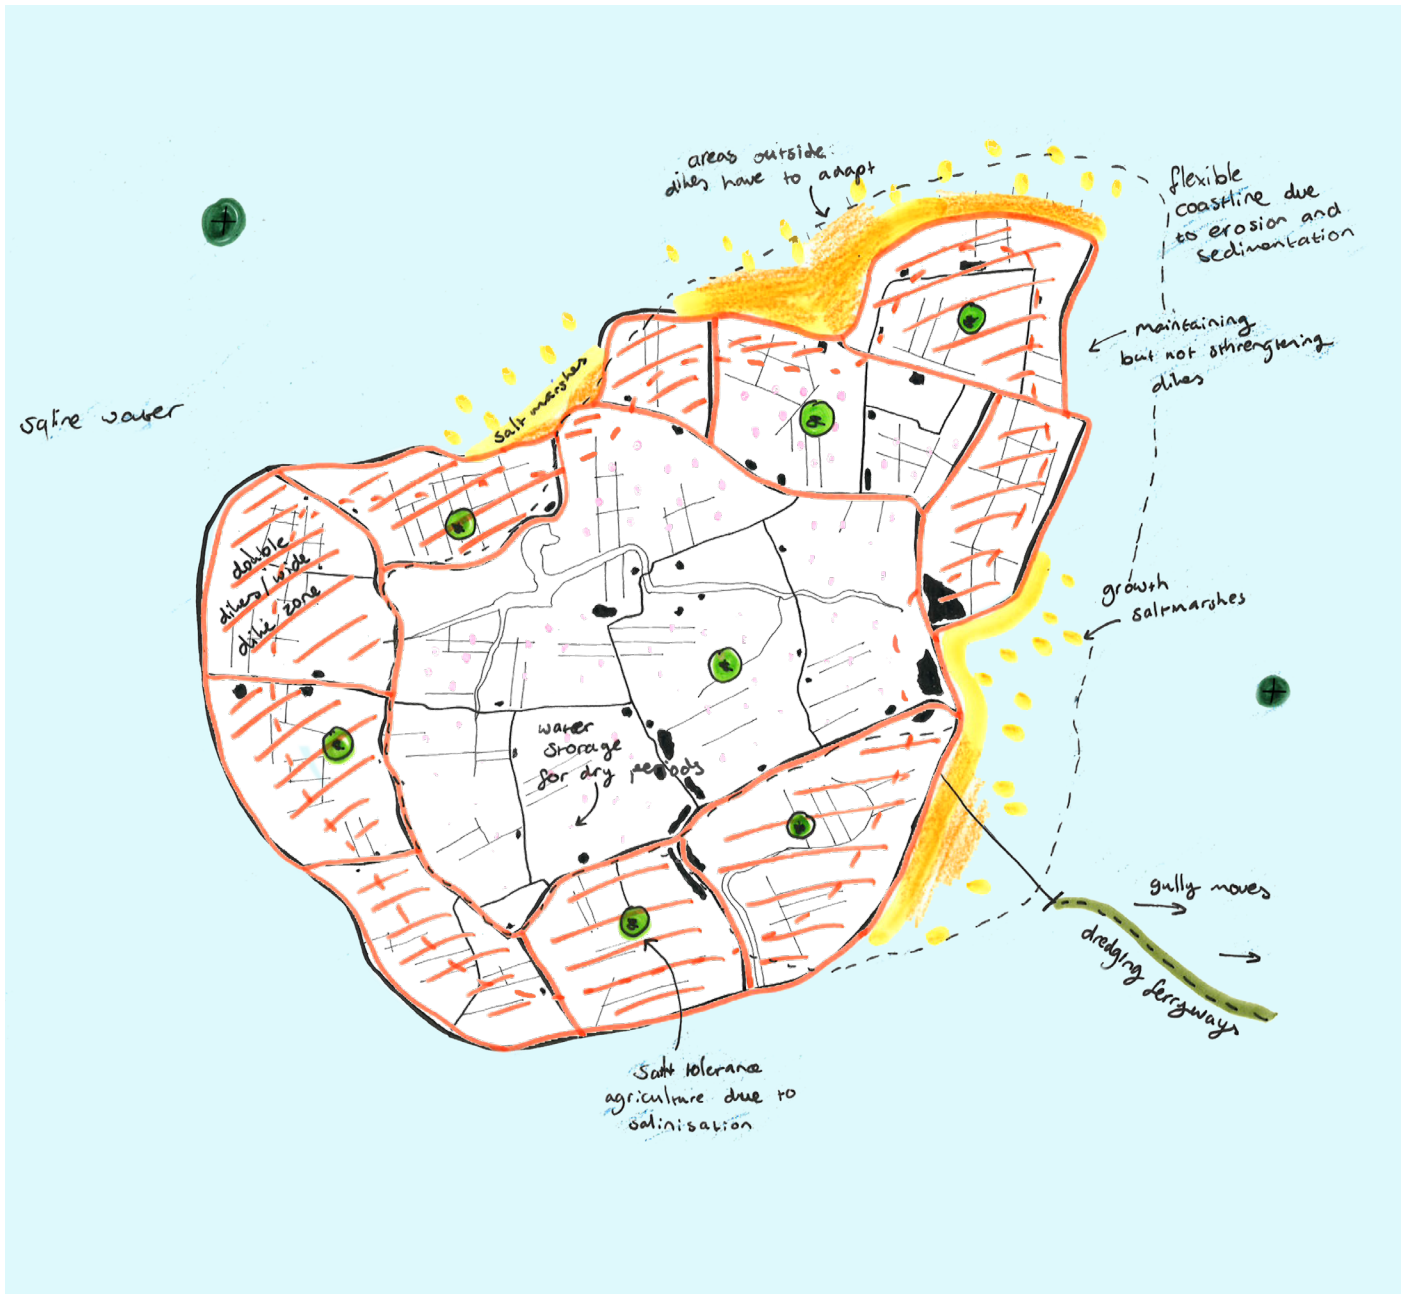 areas outside
dikes have to adapt
flexible
coastline due
to erosion and
sedimentation
maintaining
but not sthrengtening
dikes
saline water
salt marshes
double
dikes/wide
dike zone
growth
saltmarshes
water
storage
for dry periods
gully moves
dredging ferryways
salt tolerance
agriculture due to
salinisation